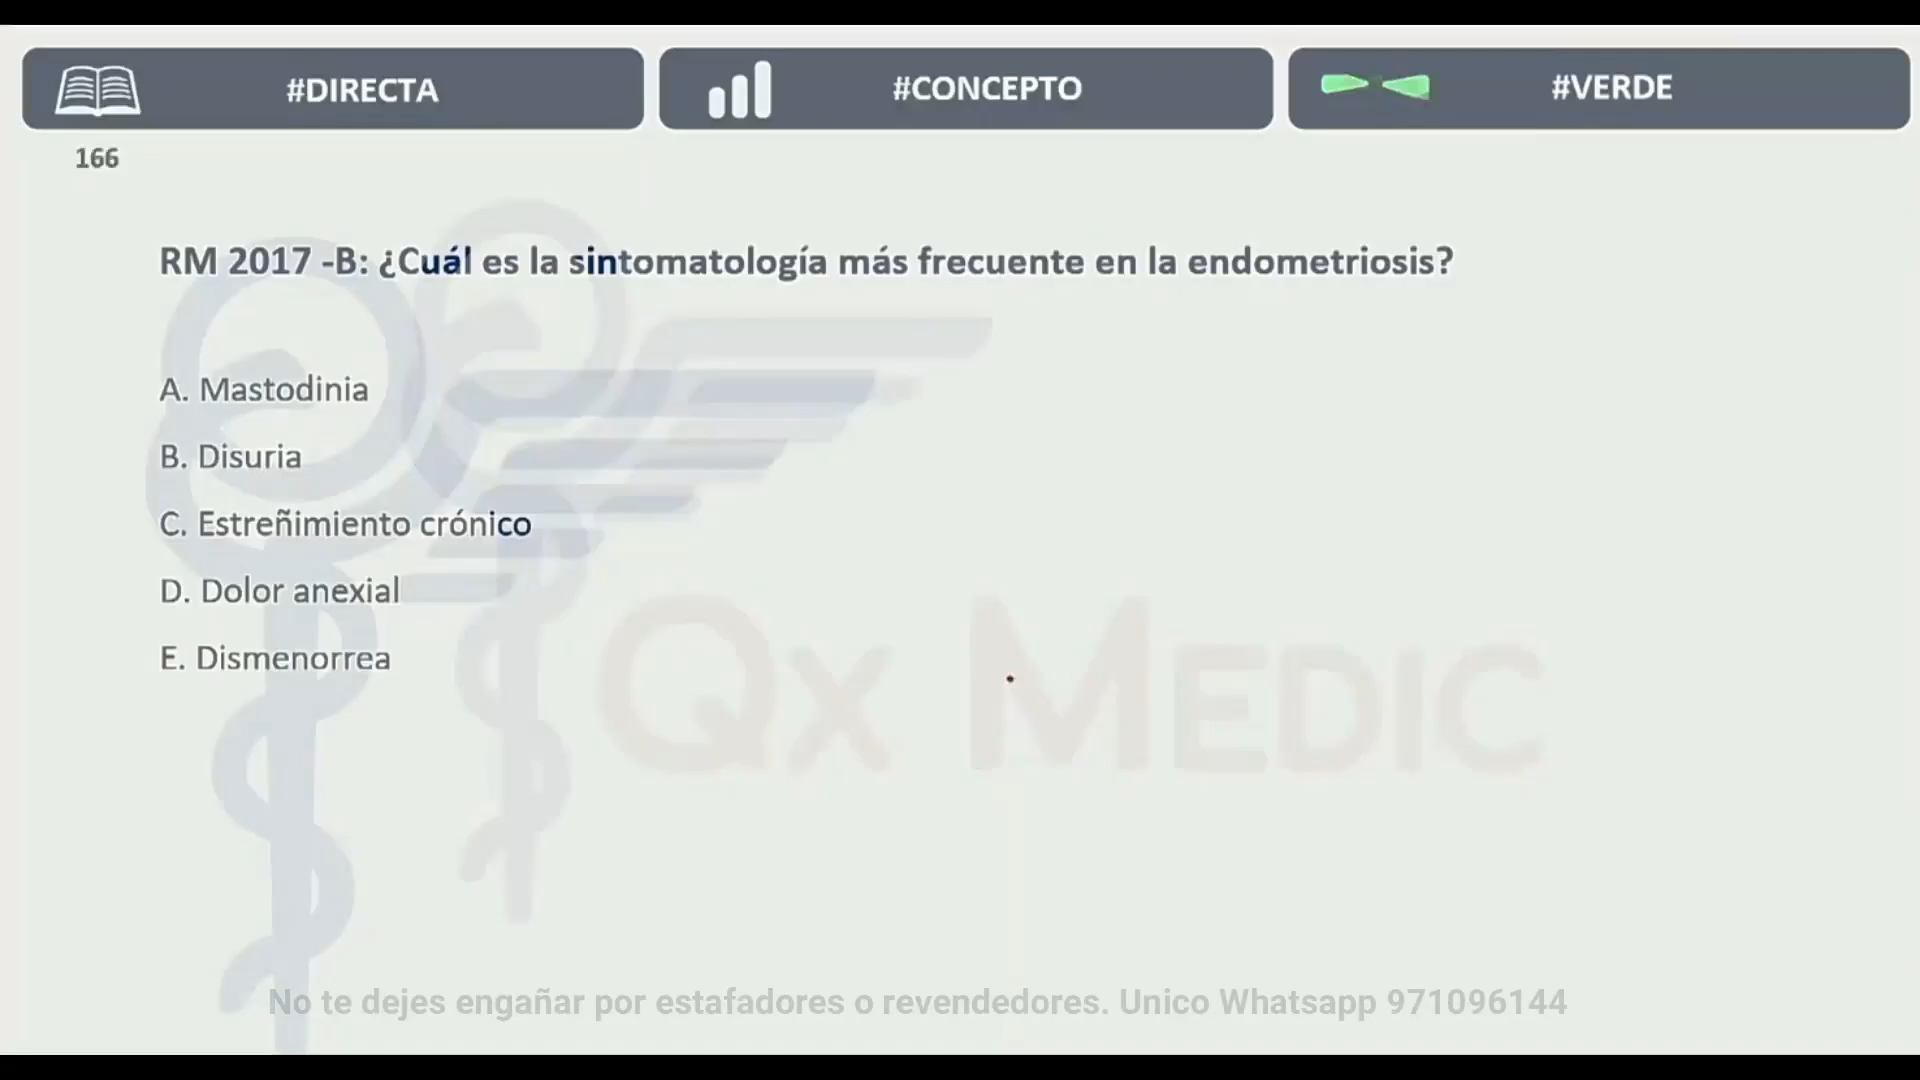 #DIRECTA
#CONCEPTO
#VERDE
166
RM 2017 -B: ¿Cuál es la sintomatología más frecuente en la endometriosis?
A. Mastodinia
B. Disuria
C. Estreñimiento crónico
D. Dolor anexial
E. Dismenorrea
QX MEDIC
No te dejes engañar por estafadores o revendedores. Unico Whatsapp 971096144